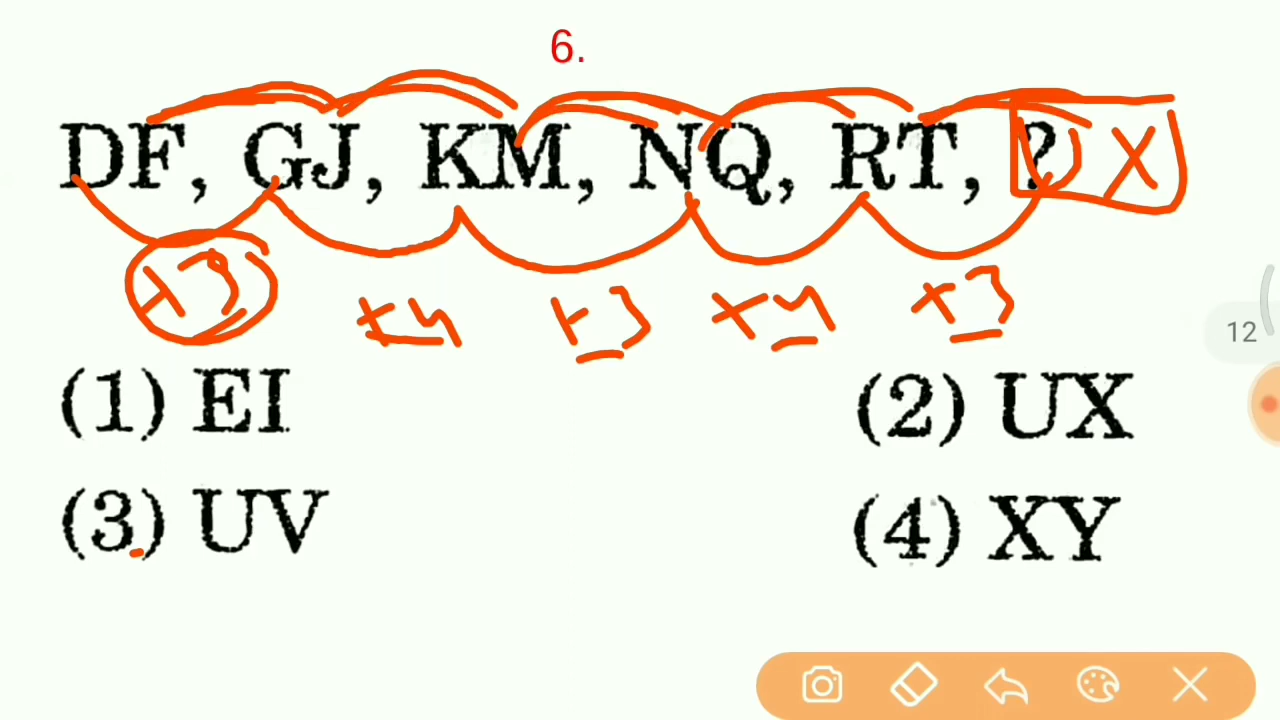 6.
DF, GJ, KM, NQ, RT, ? U X
+3 +4 +3 +4 +3
12
(1) EI (2) UX
(3) UV (4) XY